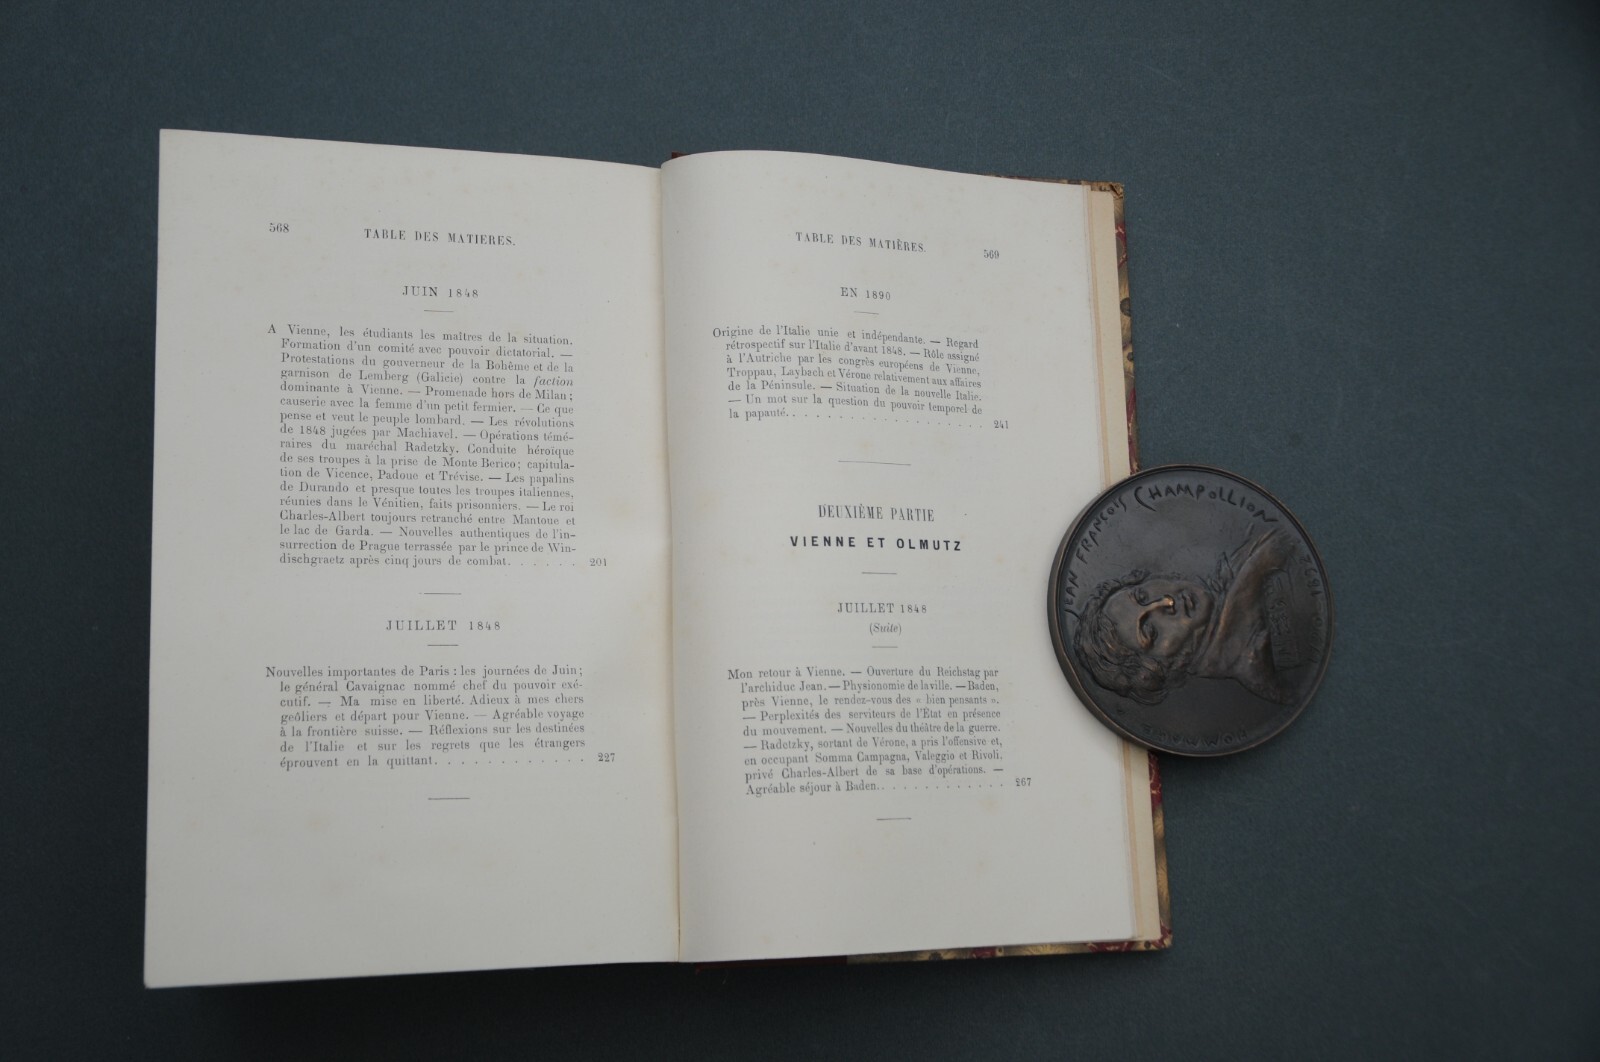 568
TABLE DES MATIERES.
JUIN 1848
A Vienne, les étudiants les maîtres de la situation.
Formation d'un comité avec pouvoir dictatorial. —
Protestations du gouverneur de la Bohême et de la
garnison de Lemberg (Galicie) contre la faction
dominante à Vienne. — Promenade hors de Milan;
causerie avec la femme d'un petit fermier. — Ce que
pense et veut le peuple lombard. — Les révolutions
de 1848 jugées par Machiavel. — Opérations témé-
raires du maréchal Radetzky. Conduite héroïque
de ses troupes à la prise de Monte Berico; capitula-
tion de Vicence, Padoue et Trévise. — Les papalins
de Durando et presque toutes les troupes italiennes,
réunies dans le Vénitien, faits prisonniers. — Le roi
Charles-Albert toujours retranché entre Mantoue et
le lac de Garda. — Nouvelles authentiques de l'in-
surrection de Prague terrassée par le prince de Win-
dischgraetz après cinq jours de combat. . . . . . 201
JUILLET 1848
Nouvelles importantes de Paris : les journées de Juin;
le général Cavaignac nommé chef du pouvoir exé-
cutif. — Ma mise en liberté. Adieux à mes chers
geôliers et départ pour Vienne. — Agréable voyage
à la frontière suisse. — Réflexions sur les destinées
de l'Italie et sur les regrets que les étrangers
éprouvent en la quittant. . . . . . . . . . . . 227
TABLE DES MATIÈRES.
569
EN 1890
Origine de l'Italie unie et indépendante. — Regard
rétrospectif sur l'Italie d'avant 1848. — Rôle assigné
à l'Autriche par les congrès européens de Vienne,
Troppau, Laybach et Vérone relativement aux affaires
de la Péninsule. — Situation de la nouvelle Italie.
— Un mot sur la question du pouvoir temporel de
la papauté. . . . . . . . . . . . . . 241
DEUXIÈME PARTIE
VIENNE ET OLMUTZ
JUILLET 1848
(Suite)
Mon retour à Vienne. — Ouverture du Reichstag par
l'archiduc Jean. — Physionomie de la ville. — Baden,
près Vienne, le rendez-vous des « bien pensants ».
— Perplexités des serviteurs de l'État en présence
du mouvement. — Nouvelles du théâtre de la guerre.
— Radetzky, sortant de Vérone, a pris l'offensive et,
en occupant Somma Campagna, Valeggio et Rivoli,
privé Charles-Albert de sa base d'opérations. —
Agréable séjour à Baden. . . . . . . . . . . . 267
JEAN FRANÇOIS CHAMPOLLION